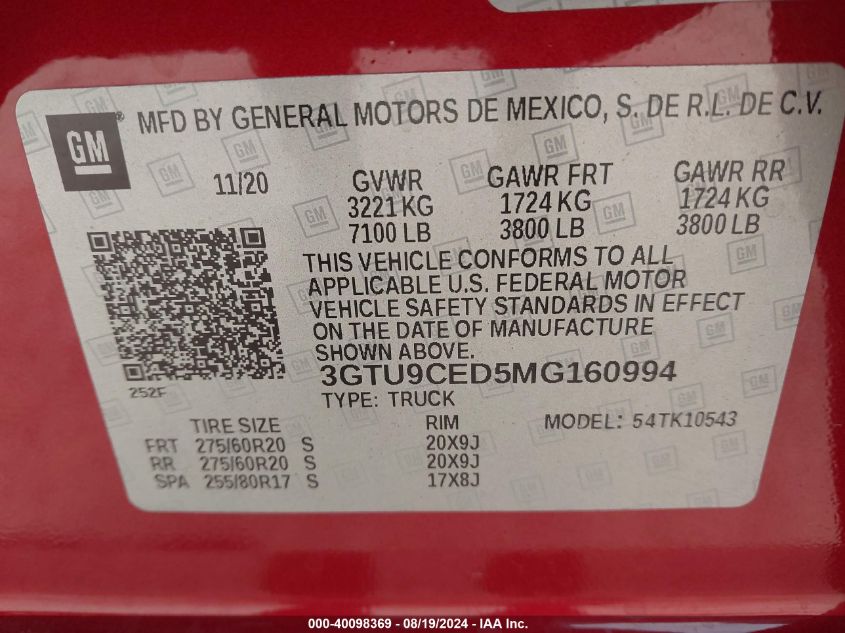 GM® MFD BY GENERAL MOTORS DE MEXICO, S. DE R.L. DE C.V.
11/20 GVWR GAWR FRT GAWR RR
3221 KG 1724 KG 1724 KG
7100 LB 3800 LB 3800 LB
THIS VEHICLE CONFORMS TO ALL
APPLICABLE U.S. FEDERAL MOTOR
VEHICLE SAFETY STANDARDS IN EFFECT
ON THE DATE OF MANUFACTURE
SHOWN ABOVE.
3GTU9CED5MG160994
252F
TYPE: TRUCK
TIRE SIZE RIM MODEL: 54TK10543
FRT 275/60R20 S 20X9J
RR 275/60R20 S 20X9J
SPA 255/80R17 S 17X8J
000-40098369 - 08/19/2024 - IAA Inc.